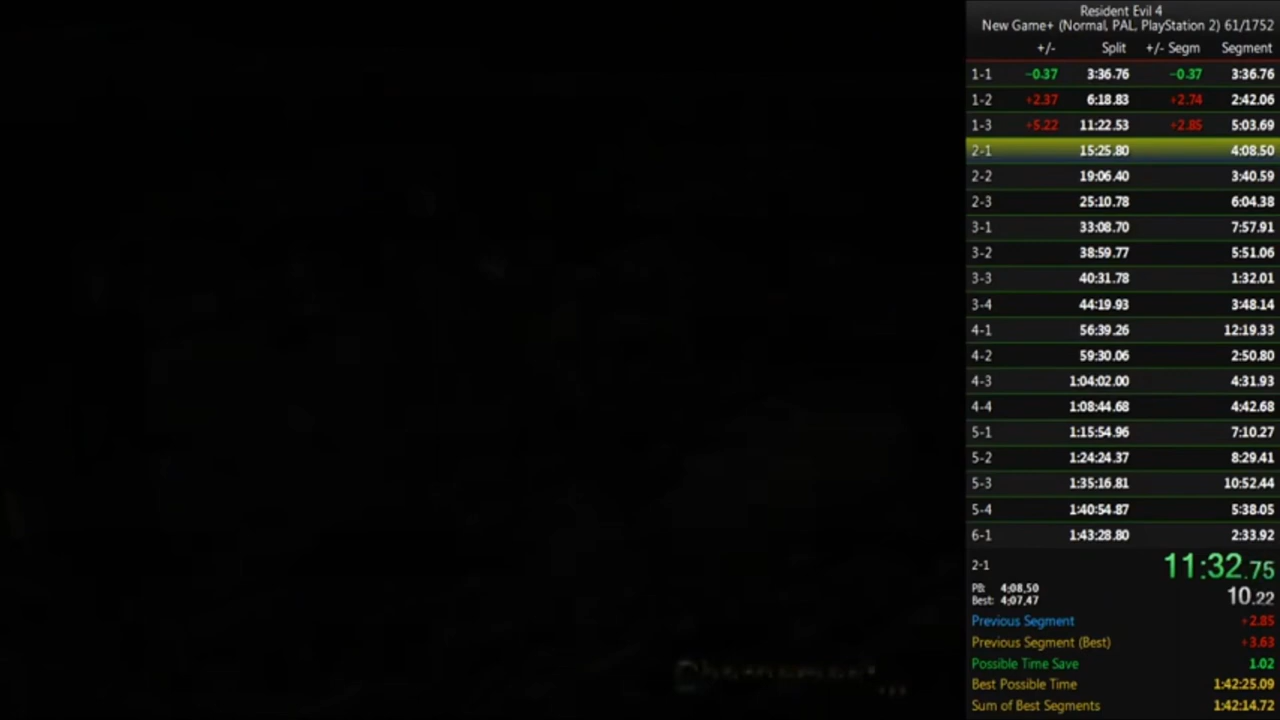 Resident Evil 4
New Game+ (Normal, PAL, PlayStation 2) 61/1752
+/- Split +/- Segm Segment
1-1 −0.37 3:36.76 −0.37 3:36.76
1-2 +2.37 6:18.83 +2.74 2:42.06
1-3 +5.22 11:22.53 +2.85 5:03.69
2-1 15:25.80 4:08.50
2-2 19:06.40 3:40.59
2-3 25:10.78 6:04.38
3-1 33:08.70 7:57.91
3-2 38:59.77 5:51.06
3-3 40:31.78 1:32.01
3-4 44:19.93 3:48.14
4-1 56:39.26 12:19.33
4-2 59:30.06 2:50.80
4-3 1:04:02.00 4:31.93
4-4 1:08:44.68 4:42.68
5-1 1:15:54.96 7:10.27
5-2 1:24:24.37 8:29.41
5-3 1:35:16.81 10:52.44
5-4 1:40:54.87 5:38.05
6-1 1:43:28.80 2:33.92
2-1 11:32.75
PB: 4:08.50 10.22
Best: 4:07.47
Previous Segment +2.85
Previous Segment (Best) +3.63
Possible Time Save 1.02
Best Possible Time 1:42:25.09
Sum of Best Segments 1:42:14.72